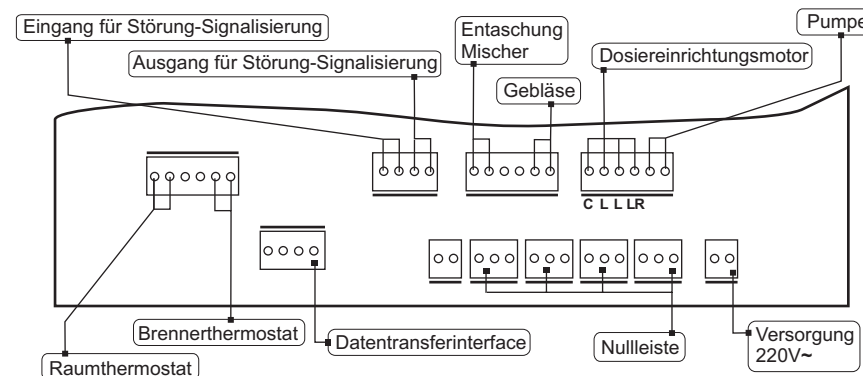 Eingang für Störung-Signalisierung
Pumpe
Entaschung
Mischer
Ausgang für Störung-Signalisierung
Dosiereinrichtungsmotor
Gebläse
C L L LR
Brennerthermostat
Datentransferinterface
Nullleiste
Versorgung
220V~
Raumthermostat